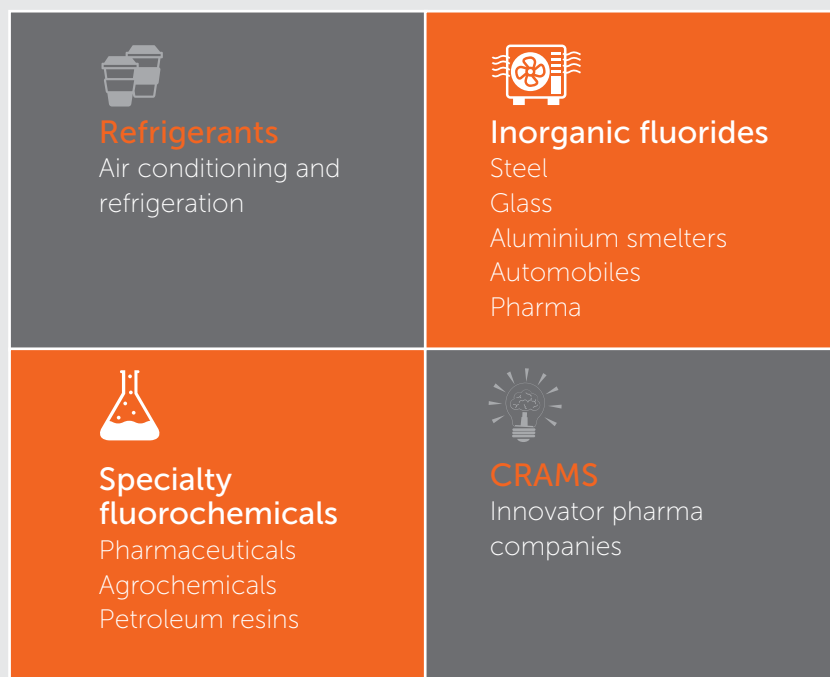 Refrigerants
Air conditioning and
refrigeration
Inorganic fluorides
Steel
Glass
Aluminium smelters
Automobiles
Pharma
Specialty
fluorochemicals
Pharmaceuticals
Agrochemicals
Petroleum resins
CRAMS
Innovator pharma
companies